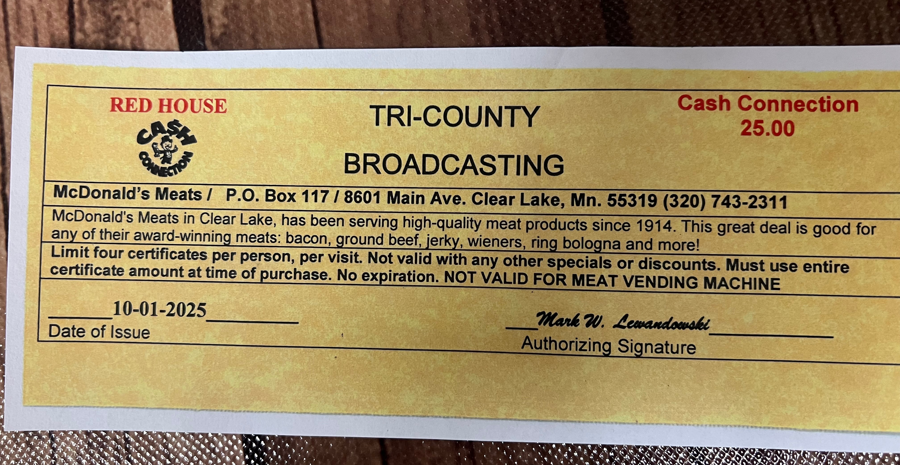 RED HOUSE
CASH
CONNECTION
TRI-COUNTY
BROADCASTING
Cash Connection
25.00
McDonald's Meats / P.O. Box 117 / 8601 Main Ave. Clear Lake, Mn. 55319 (320) 743-2311
McDonald's Meats in Clear Lake, has been serving high-quality meat products since 1914. This great deal is good for
any of their award-winning meats: bacon, ground beef, jerky, wieners, ring bologna and more!
Limit four certificates per person, per visit. Not valid with any other specials or discounts. Must use entire
certificate amount at time of purchase. No expiration. NOT VALID FOR MEAT VENDING MACHINE
10-01-2025
Date of Issue
Mark W. Lewandowski
Authorizing Signature